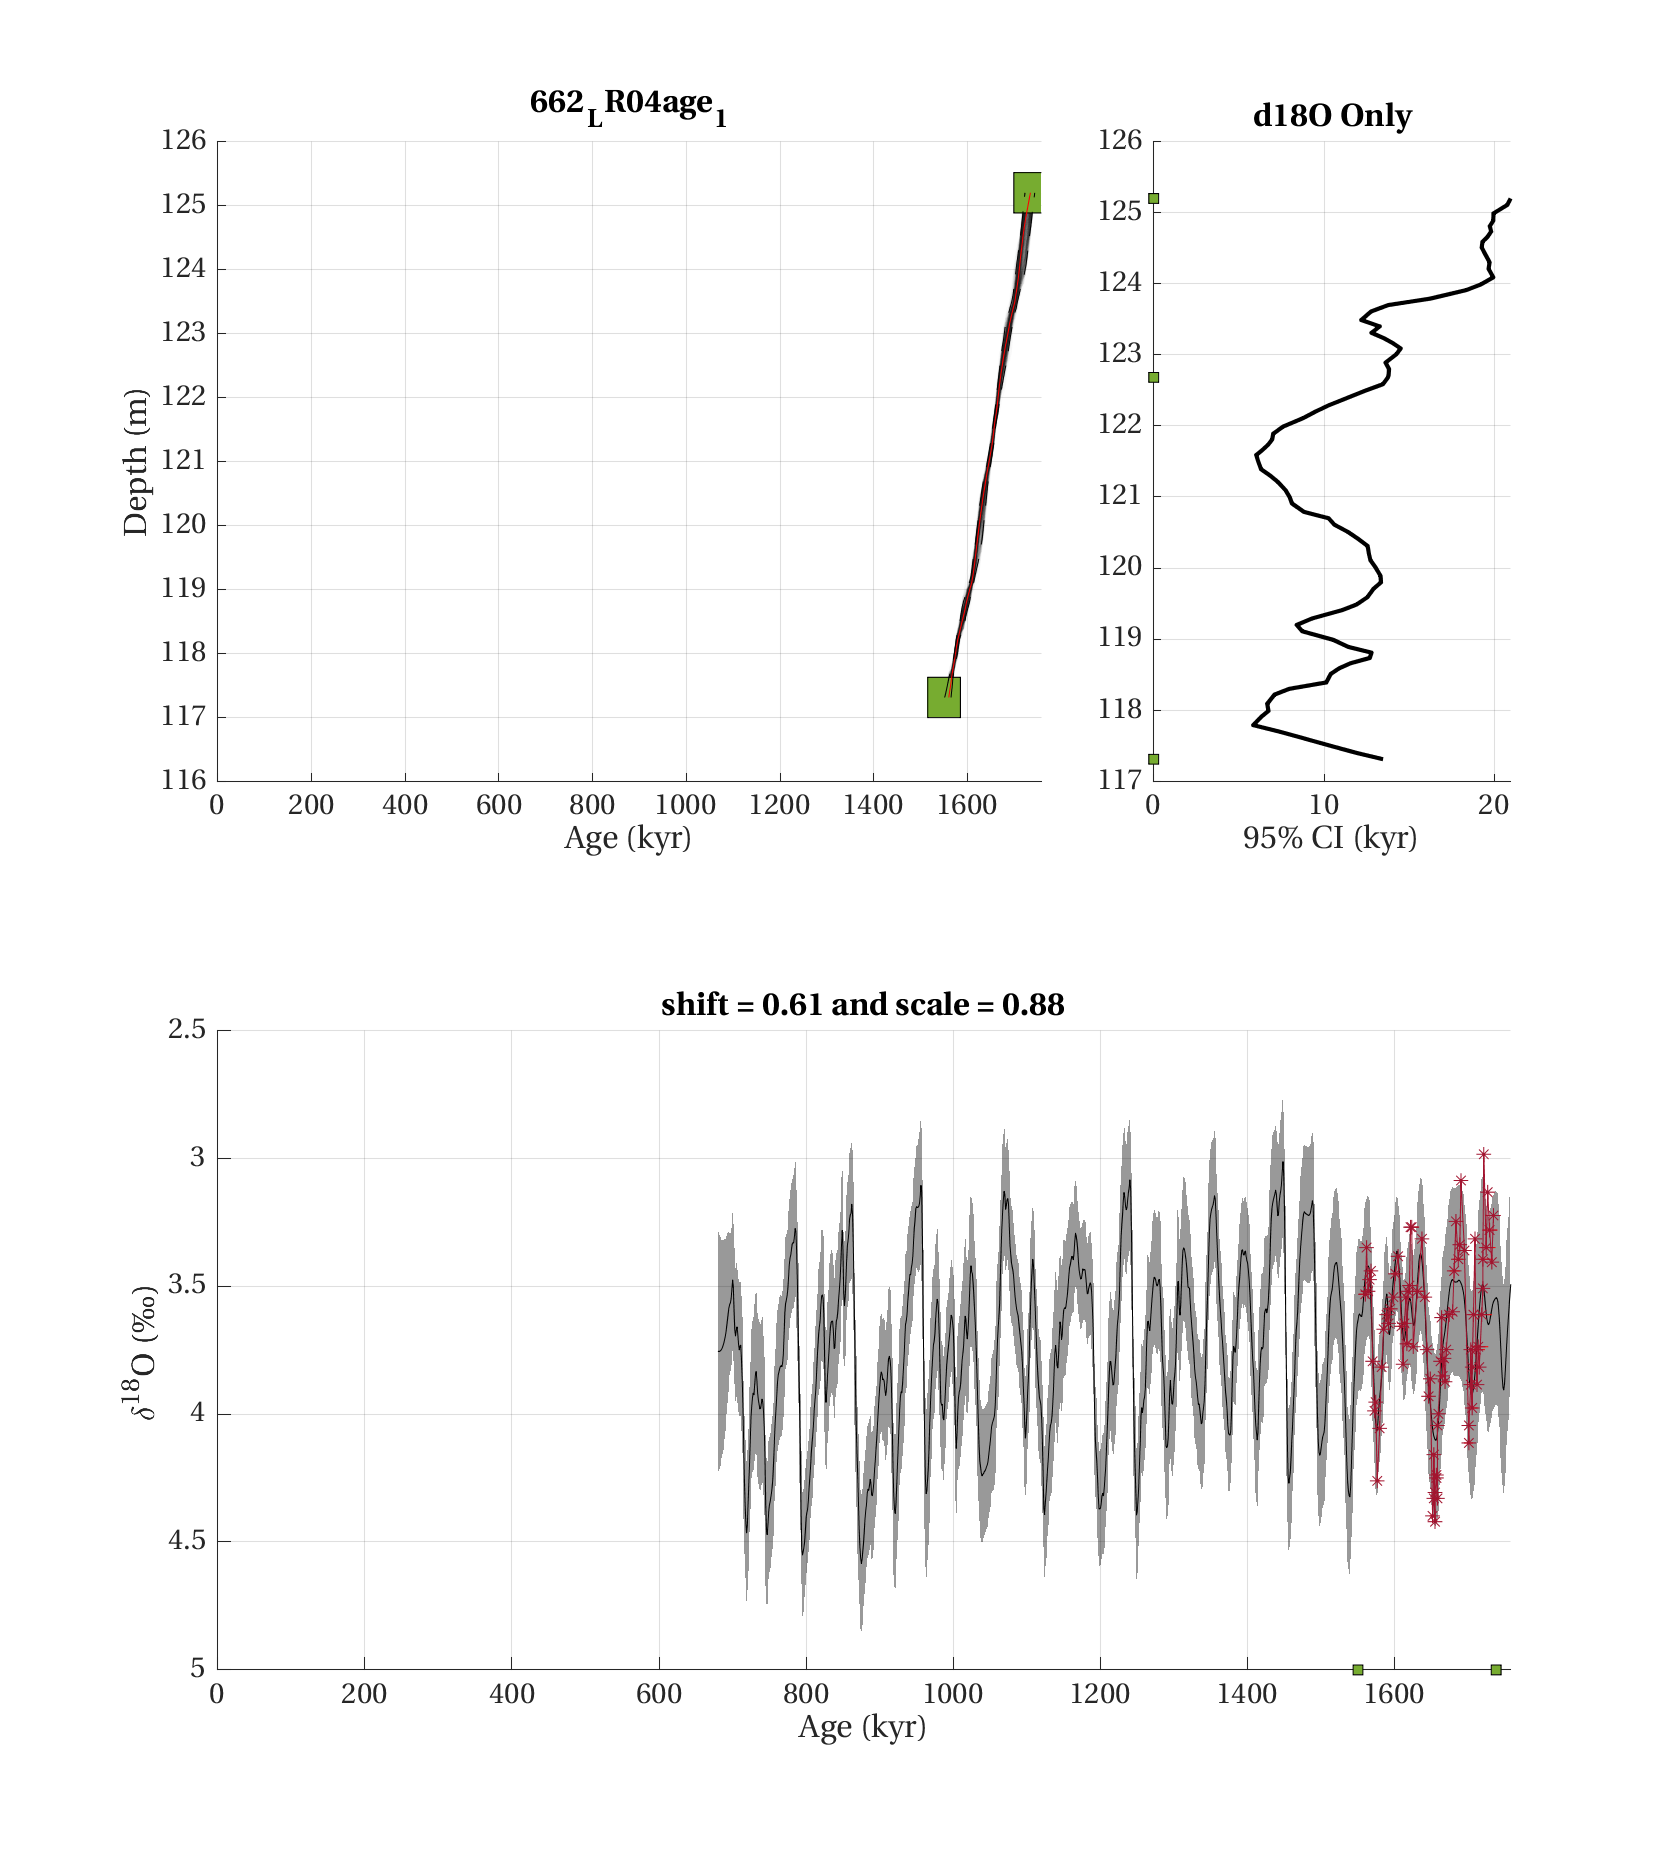 662_LR04age_1
126
125
124
123
122
121
120
119
118
117
116
Depth (m)
0 200 400 600 800 1000 1200 1400 1600
Age (kyr)
d18O Only
126
125
124
123
122
121
120
119
118
117
0 10 20
95% CI (kyr)
shift = 0.61 and scale = 0.88
2.5
3
3.5
4
4.5
5
δ¹⁸O (‰)
0 200 400 600 800 1000 1200 1400 1600
Age (kyr)